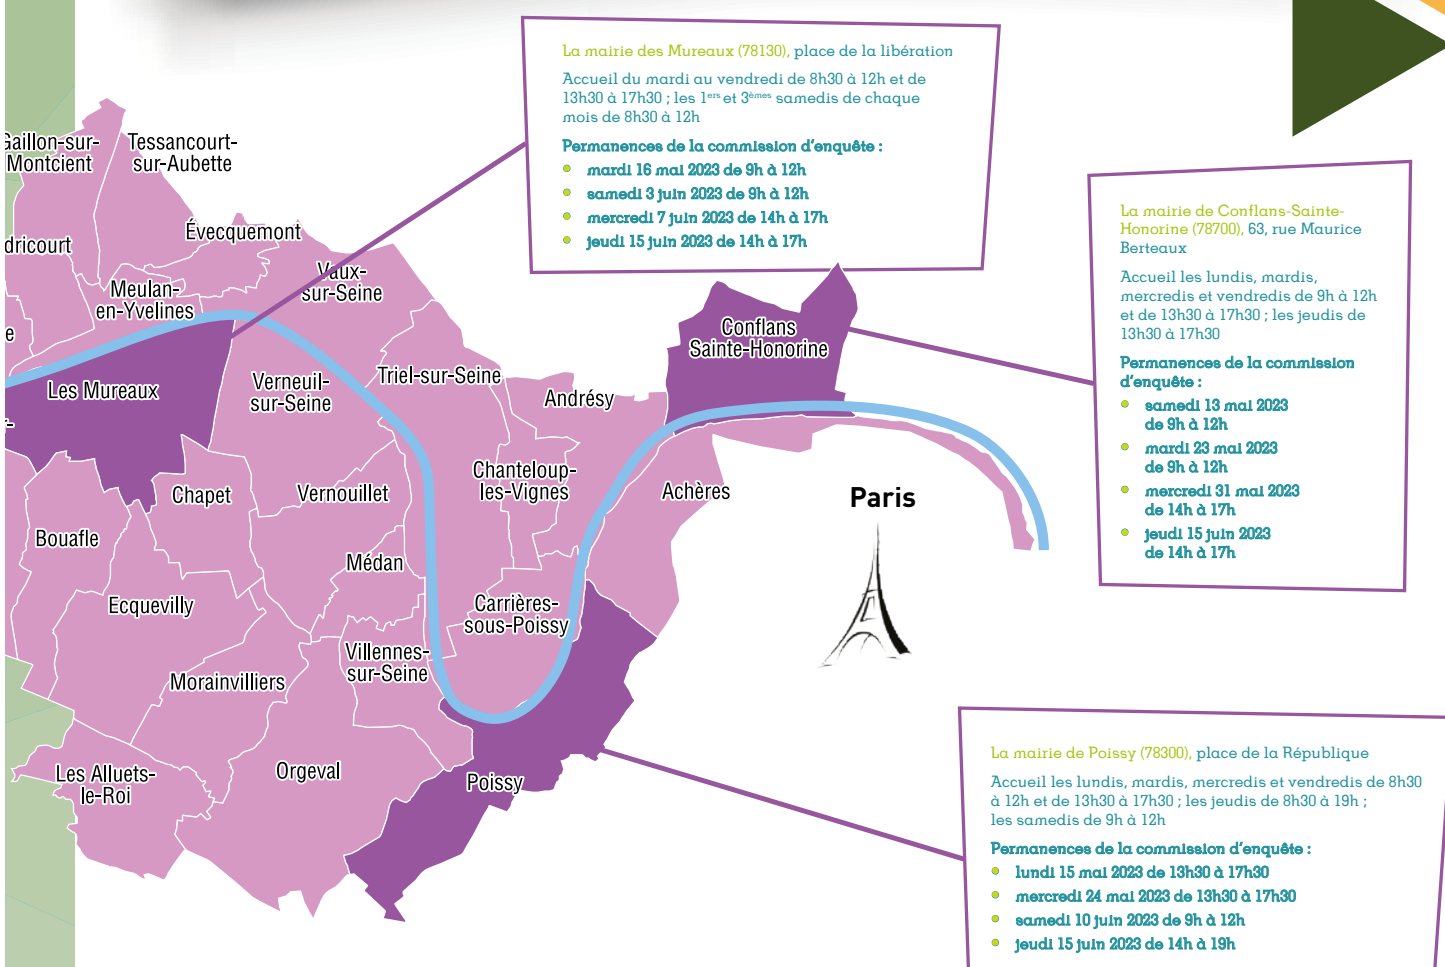 La mairie des Mureaux (78130), place de la libération
Accueil du mardi au vendredi de 8h30 à 12h et de
13h30 à 17h30 ; les 1ers et 3èmes samedis de chaque
mois de 8h30 à 12h
Permanences de la commission d'enquête :
mardi 16 mai 2023 de 9h à 12h
samedi 3 juin 2023 de 9h à 12h
mercredi 7 juin 2023 de 14h à 17h
jeudi 15 juin 2023 de 14h à 17h
La mairie de Conflans-Sainte-
Honorine (78700), 63, rue Maurice
Berteaux
Accueil les lundis, mardis,
mercredis et vendredis de 9h à 12h
et de 13h30 à 17h30 ; les jeudis de
13h30 à 17h30
Permanences de la commission
d'enquête :
samedi 13 mai 2023
de 9h à 12h
mardi 23 mai 2023
de 9h à 12h
mercredi 31 mai 2023
de 14h à 17h
jeudi 15 juin 2023
de 14h à 17h
Gaillon-sur-
Montcient
Tessancourt-
sur-Aubette
Évecquemont
dricourt
Vaux-
sur-Seine
Meulan-
en-Yvelines
e
Conflans
Sainte-Honorine
Les Mureaux
Verneuil-
sur-Seine
Triel-sur-Seine
Andrésy
r-
Chapet
Vernouillet
Chanteloup-
les-Vignes
Achères
Paris
Bouafle
Médan
Ecquevilly
Carrières-
sous-Poissy
Villennes-
sur-Seine
Morainvilliers
Les Alluets-
le-Roi
Orgeval
Poissy
La mairie de Poissy (78300), place de la République
Accueil les lundis, mardis, mercredis et vendredis de 8h30
à 12h et de 13h30 à 17h30 ; les jeudis de 8h30 à 19h ;
les samedis de 9h à 12h
Permanences de la commission d'enquête :
lundi 15 mai 2023 de 13h30 à 17h30
mercredi 24 mai 2023 de 13h30 à 17h30
samedi 10 juin 2023 de 9h à 12h
jeudi 15 juin 2023 de 14h à 19h